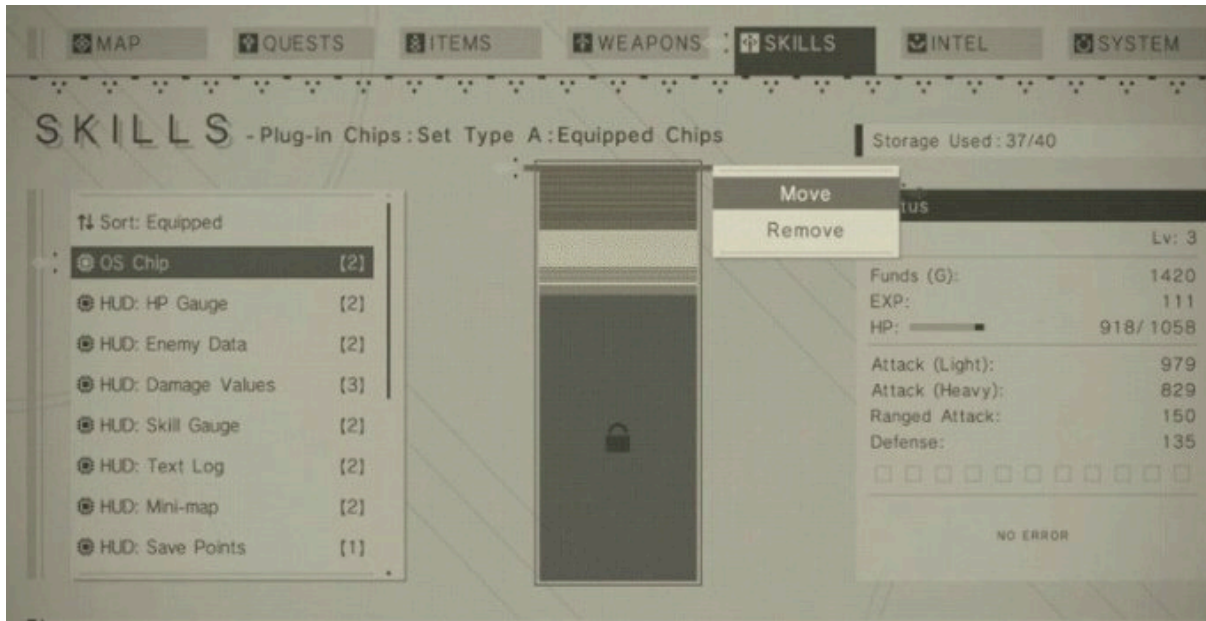 MAP QUESTS ITEMS WEAPONS SKILLS INTEL SYSTEM
SKILLS - Plug-in Chips : Set Type A : Equipped Chips
Storage Used : 37/40
Sort: Equipped
OS Chip [2]
HUD: HP Gauge [2]
HUD: Enemy Data [2]
HUD: Damage Values [3]
HUD: Skill Gauge [2]
HUD: Text Log [2]
HUD: Mini-map [2]
HUD: Save Points [1]
Move
Remove
tus
Lv: 3
Funds (G): 1420
EXP: 111
HP: 918/1058
Attack (Light): 979
Attack (Heavy): 829
Ranged Attack: 150
Defense: 135
NO ERROR